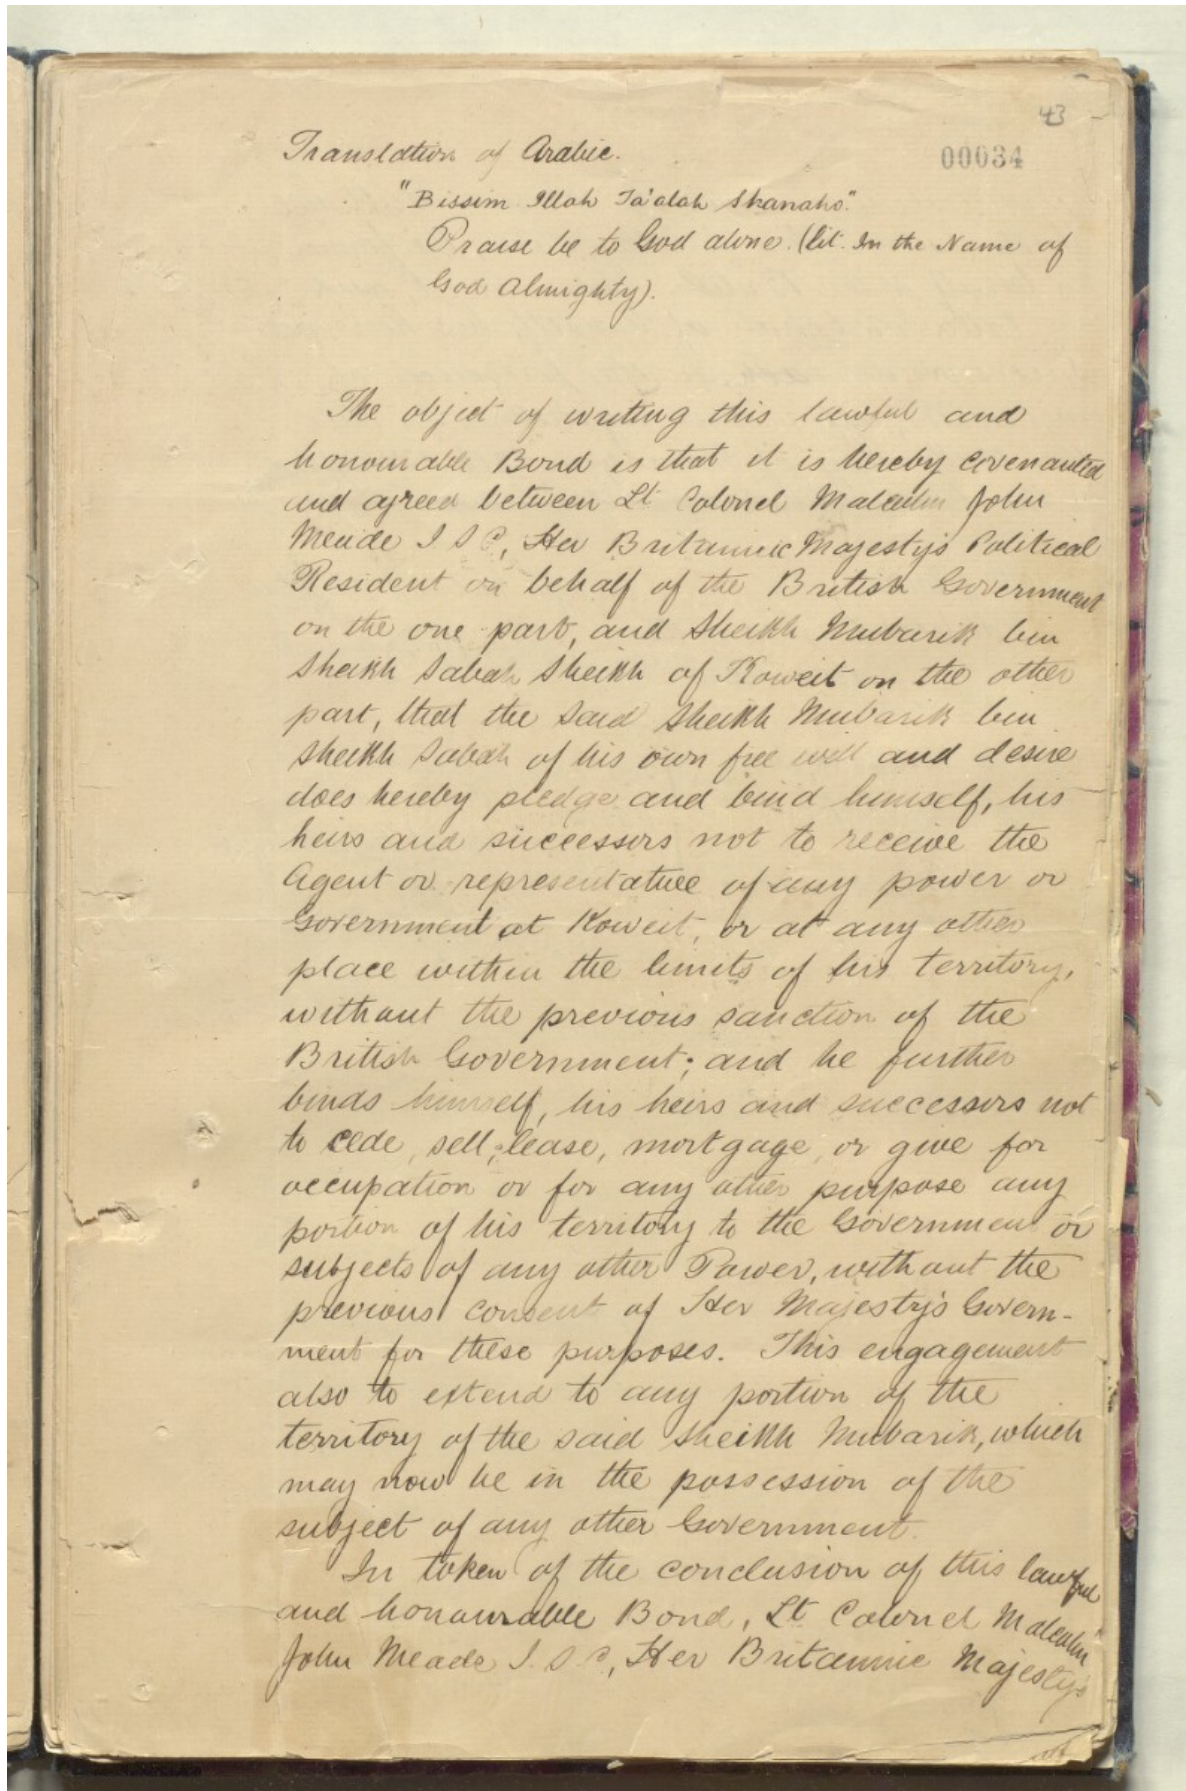 43
00034
Translation of Arabic.
"Bissim Illah Ta'alah Shanaho".
Praise be to God alone. (lit. In the Name of
God Almighty).
The object of writing this lawful and
honourable Bond is that it is hereby covenanted
and agreed between Lt Colonel Malcolm John
Meade I S C, Her Britannic Majesty's Political
Resident on behalf of the British Government
on the one part, and Sheikh Mubarik bin
Sheikh Sabah Sheikh of Koweit on the other
part, that the said Sheikh Mubarik bin
Sheikh Sabah of his own free will and desire
does hereby pledge and bind himself, his
heirs and successors not to receive the
Agent or representative of any power or
Government at Koweit, or at any other
place within the limits of his territory,
without the previous sanction of the
British Government; and he further
binds himself, his heirs and successors not
to cede, sell, lease, mortgage, or give for
occupation or for any other purpose any
portion of his territory to the Government or
subjects of any other Power, without the
previous consent of Her Majesty's Govern-
ment for these purposes. This engagement
also to extend to any portion of the
territory of the said Sheikh Mubarik, which
may now be in the possession of the
subject of any other Government.
In token of the conclusion of this lawful
and honourable Bond, Lt Colonel Malcolm
John Meade I. S. C., Her Britannic Majesty's